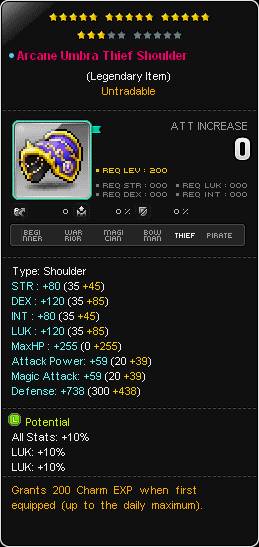 Arcane Umbra Thief Shoulder
(Legendary Item)
Untradable
ATT INCREASE
0
REQ LEV : 200
REQ STR : 000 REQ LUK : 000
REQ DEX : 000 REQ INT : 000
0 0 % 0 %
BEGINNER WARRIOR MAGICIAN BOWMAN THIEF PIRATE
Type: Shoulder
STR : +80 (35 +45)
DEX : +120 (35 +85)
INT : +80 (35 +45)
LUK : +120 (35 +85)
MaxHP : +255 (0 +255)
Attack Power: +59 (20 +39)
Magic Attack: +59 (20 +39)
Defense: +738 (300 +438)
L Potential
All Stats: +10%
LUK: +10%
LUK: +10%
Grants 200 Charm EXP when first
equipped (up to the daily maximum).